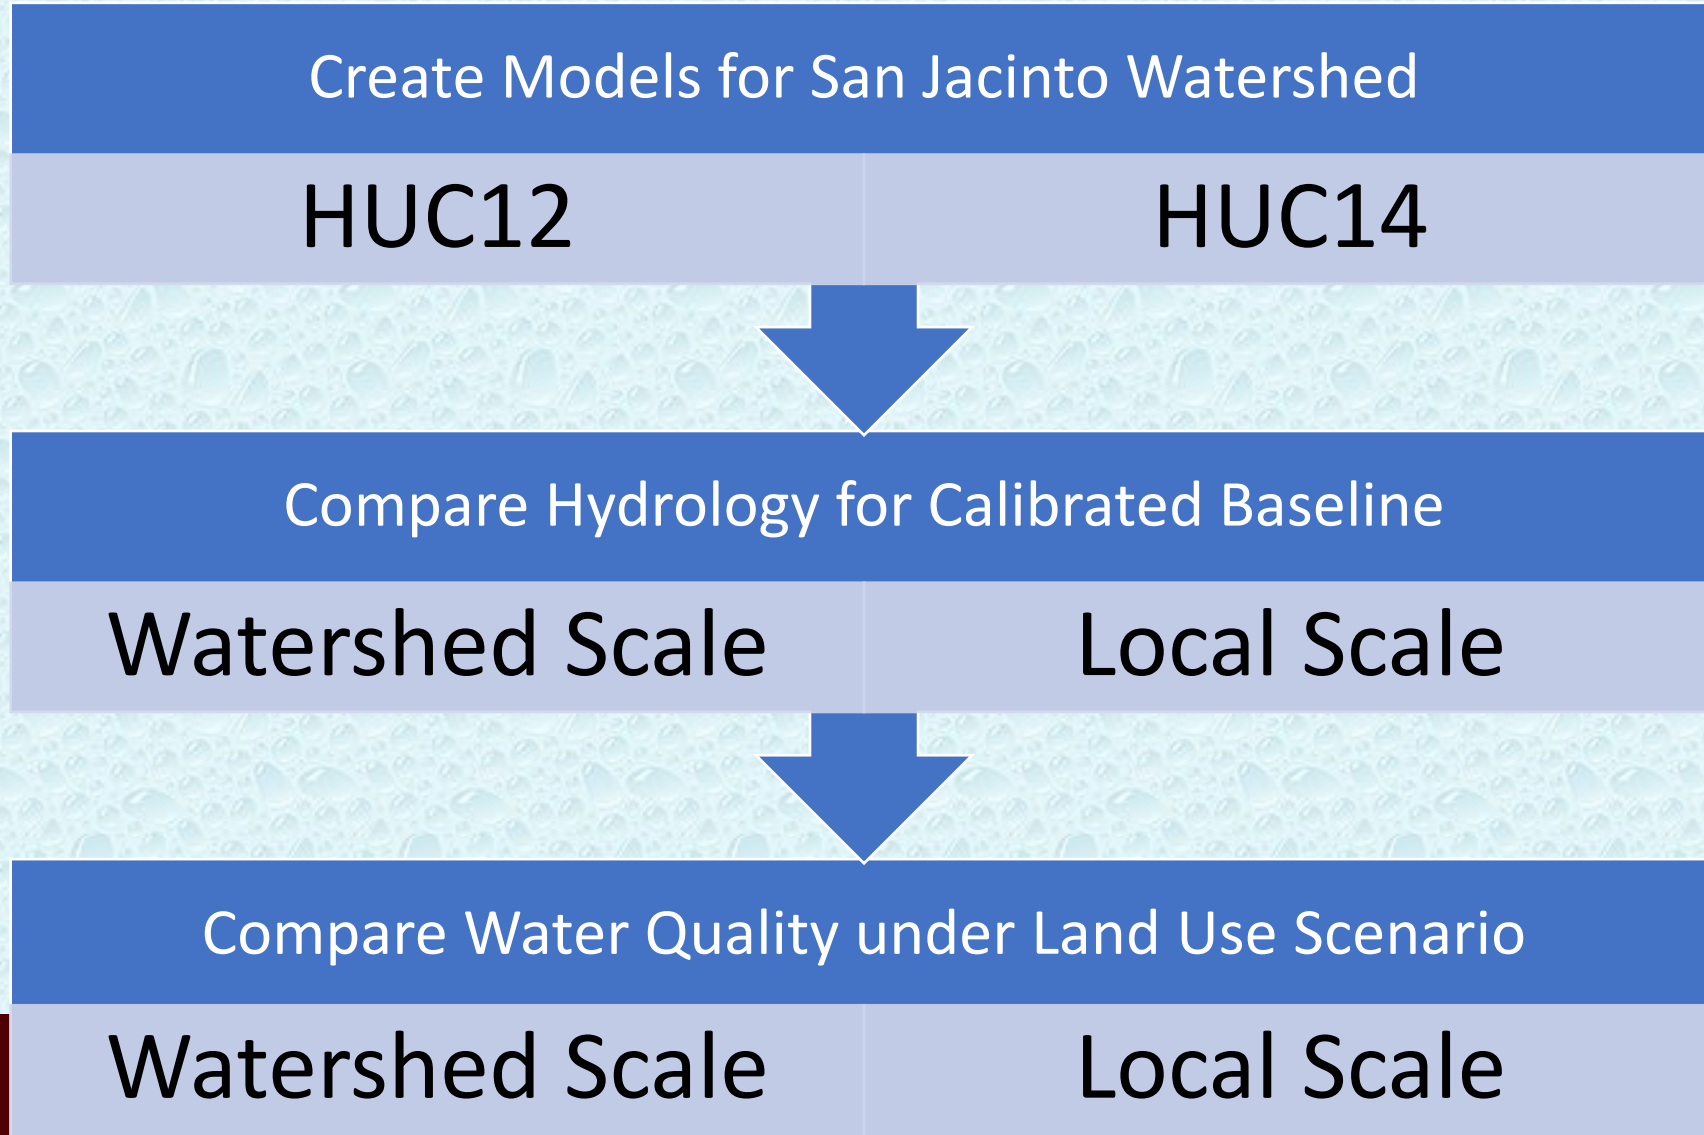 Create Models for San Jacinto Watershed
HUC12 HUC14
Compare Hydrology for Calibrated Baseline
Watershed Scale Local Scale
Compare Water Quality under Land Use Scenario
Watershed Scale Local Scale